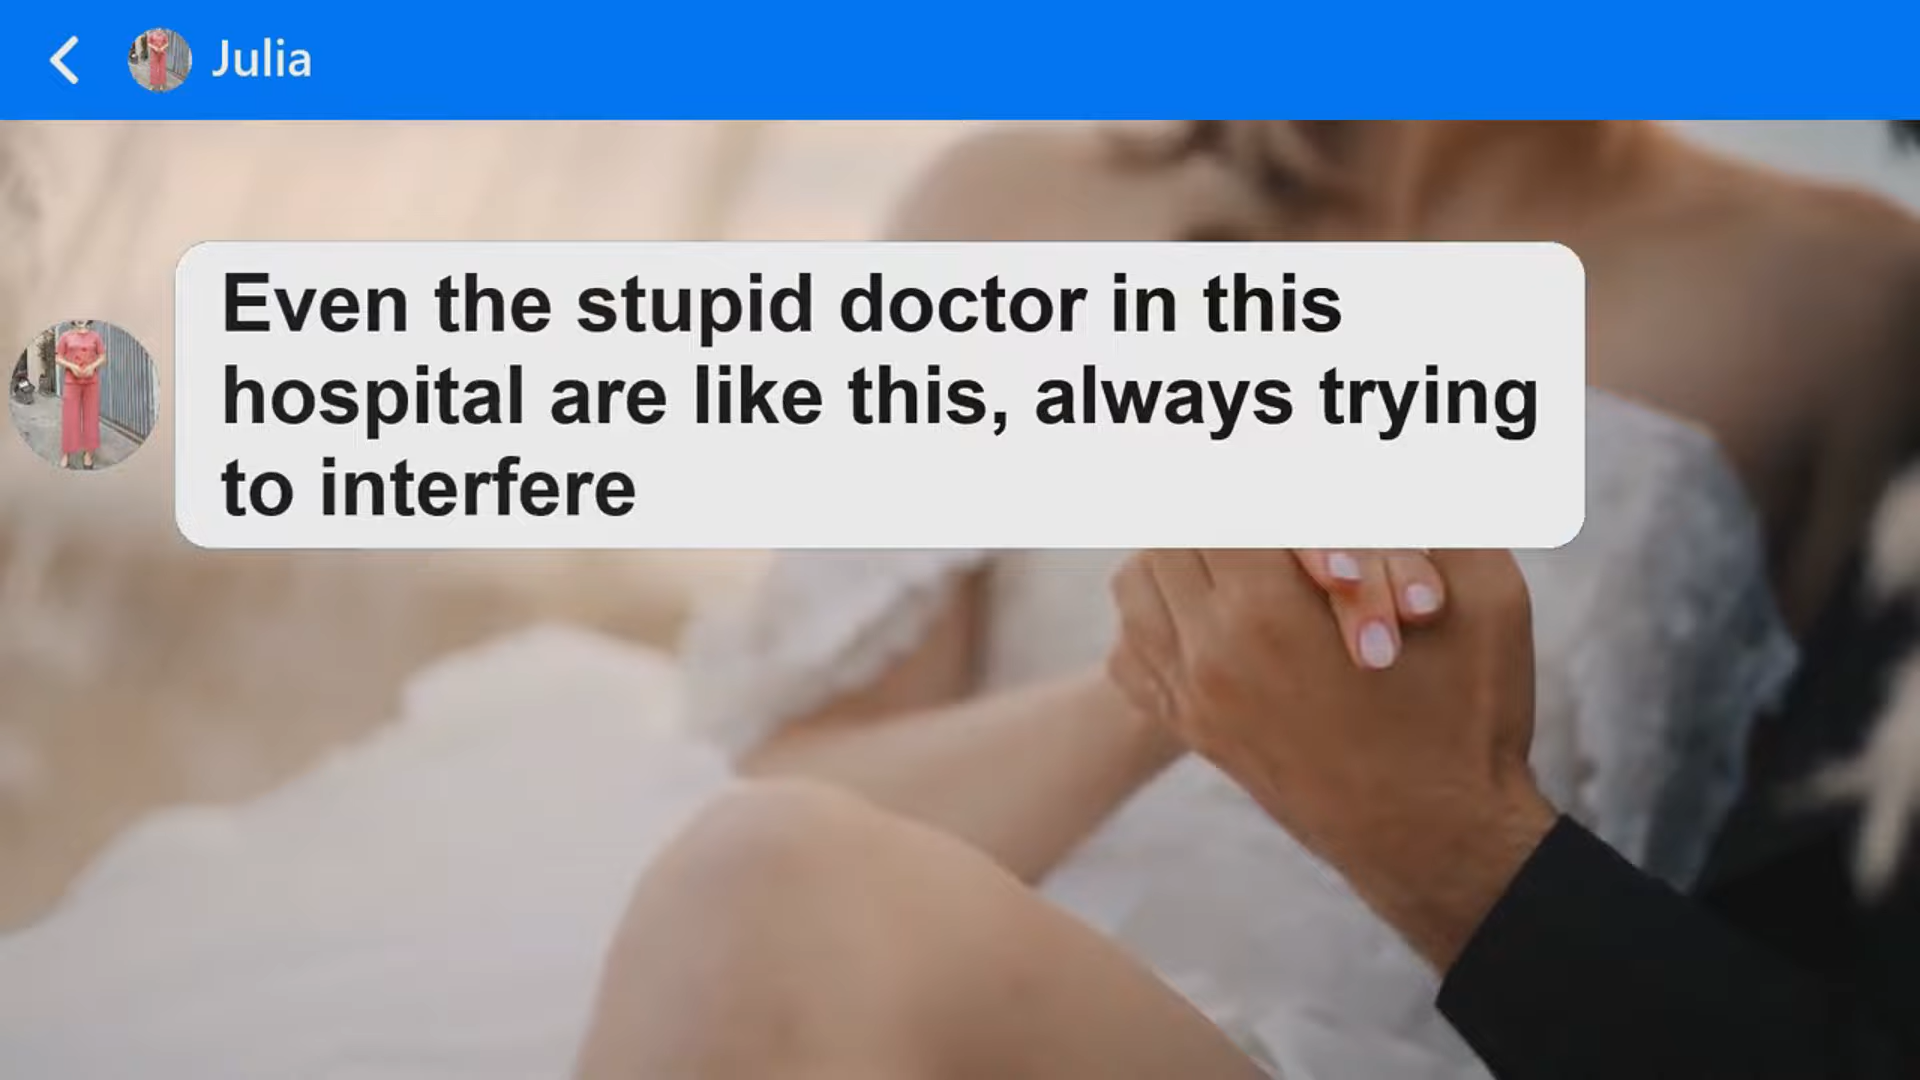 Julia
Even the stupid doctor in this
hospital are like this, always trying
to interfere